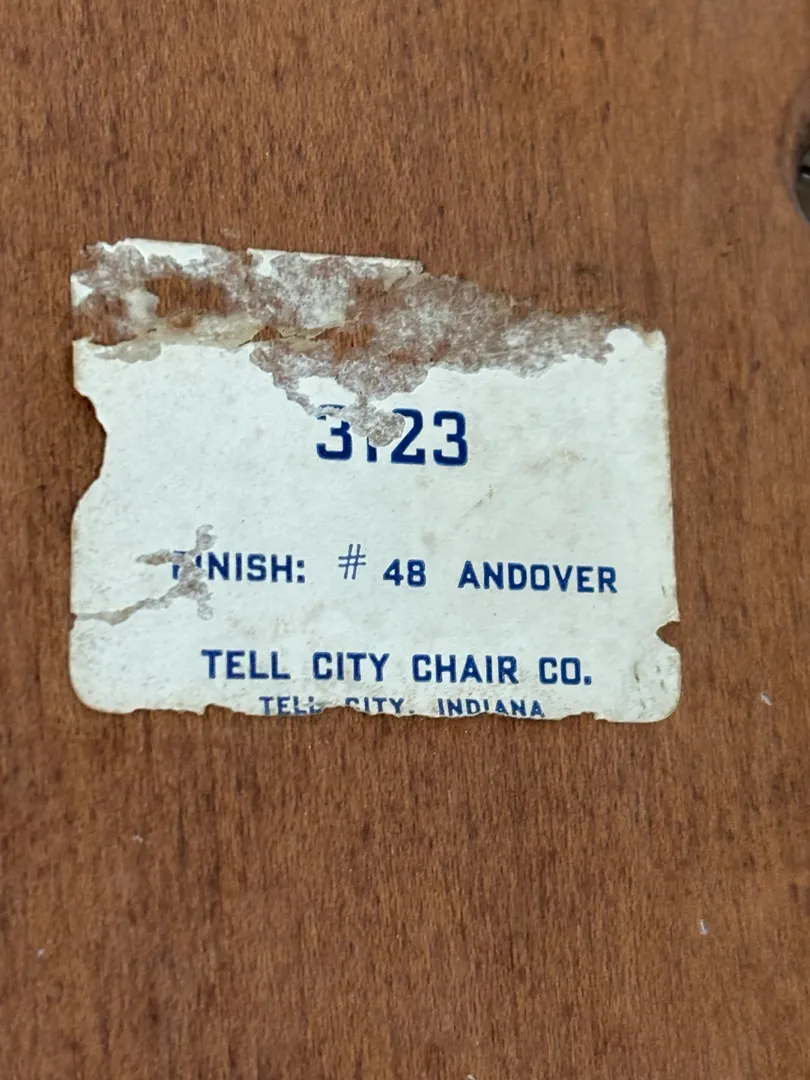 3123
FINISH: # 48 ANDOVER
TELL CITY CHAIR CO.
TELL CITY, INDIANA